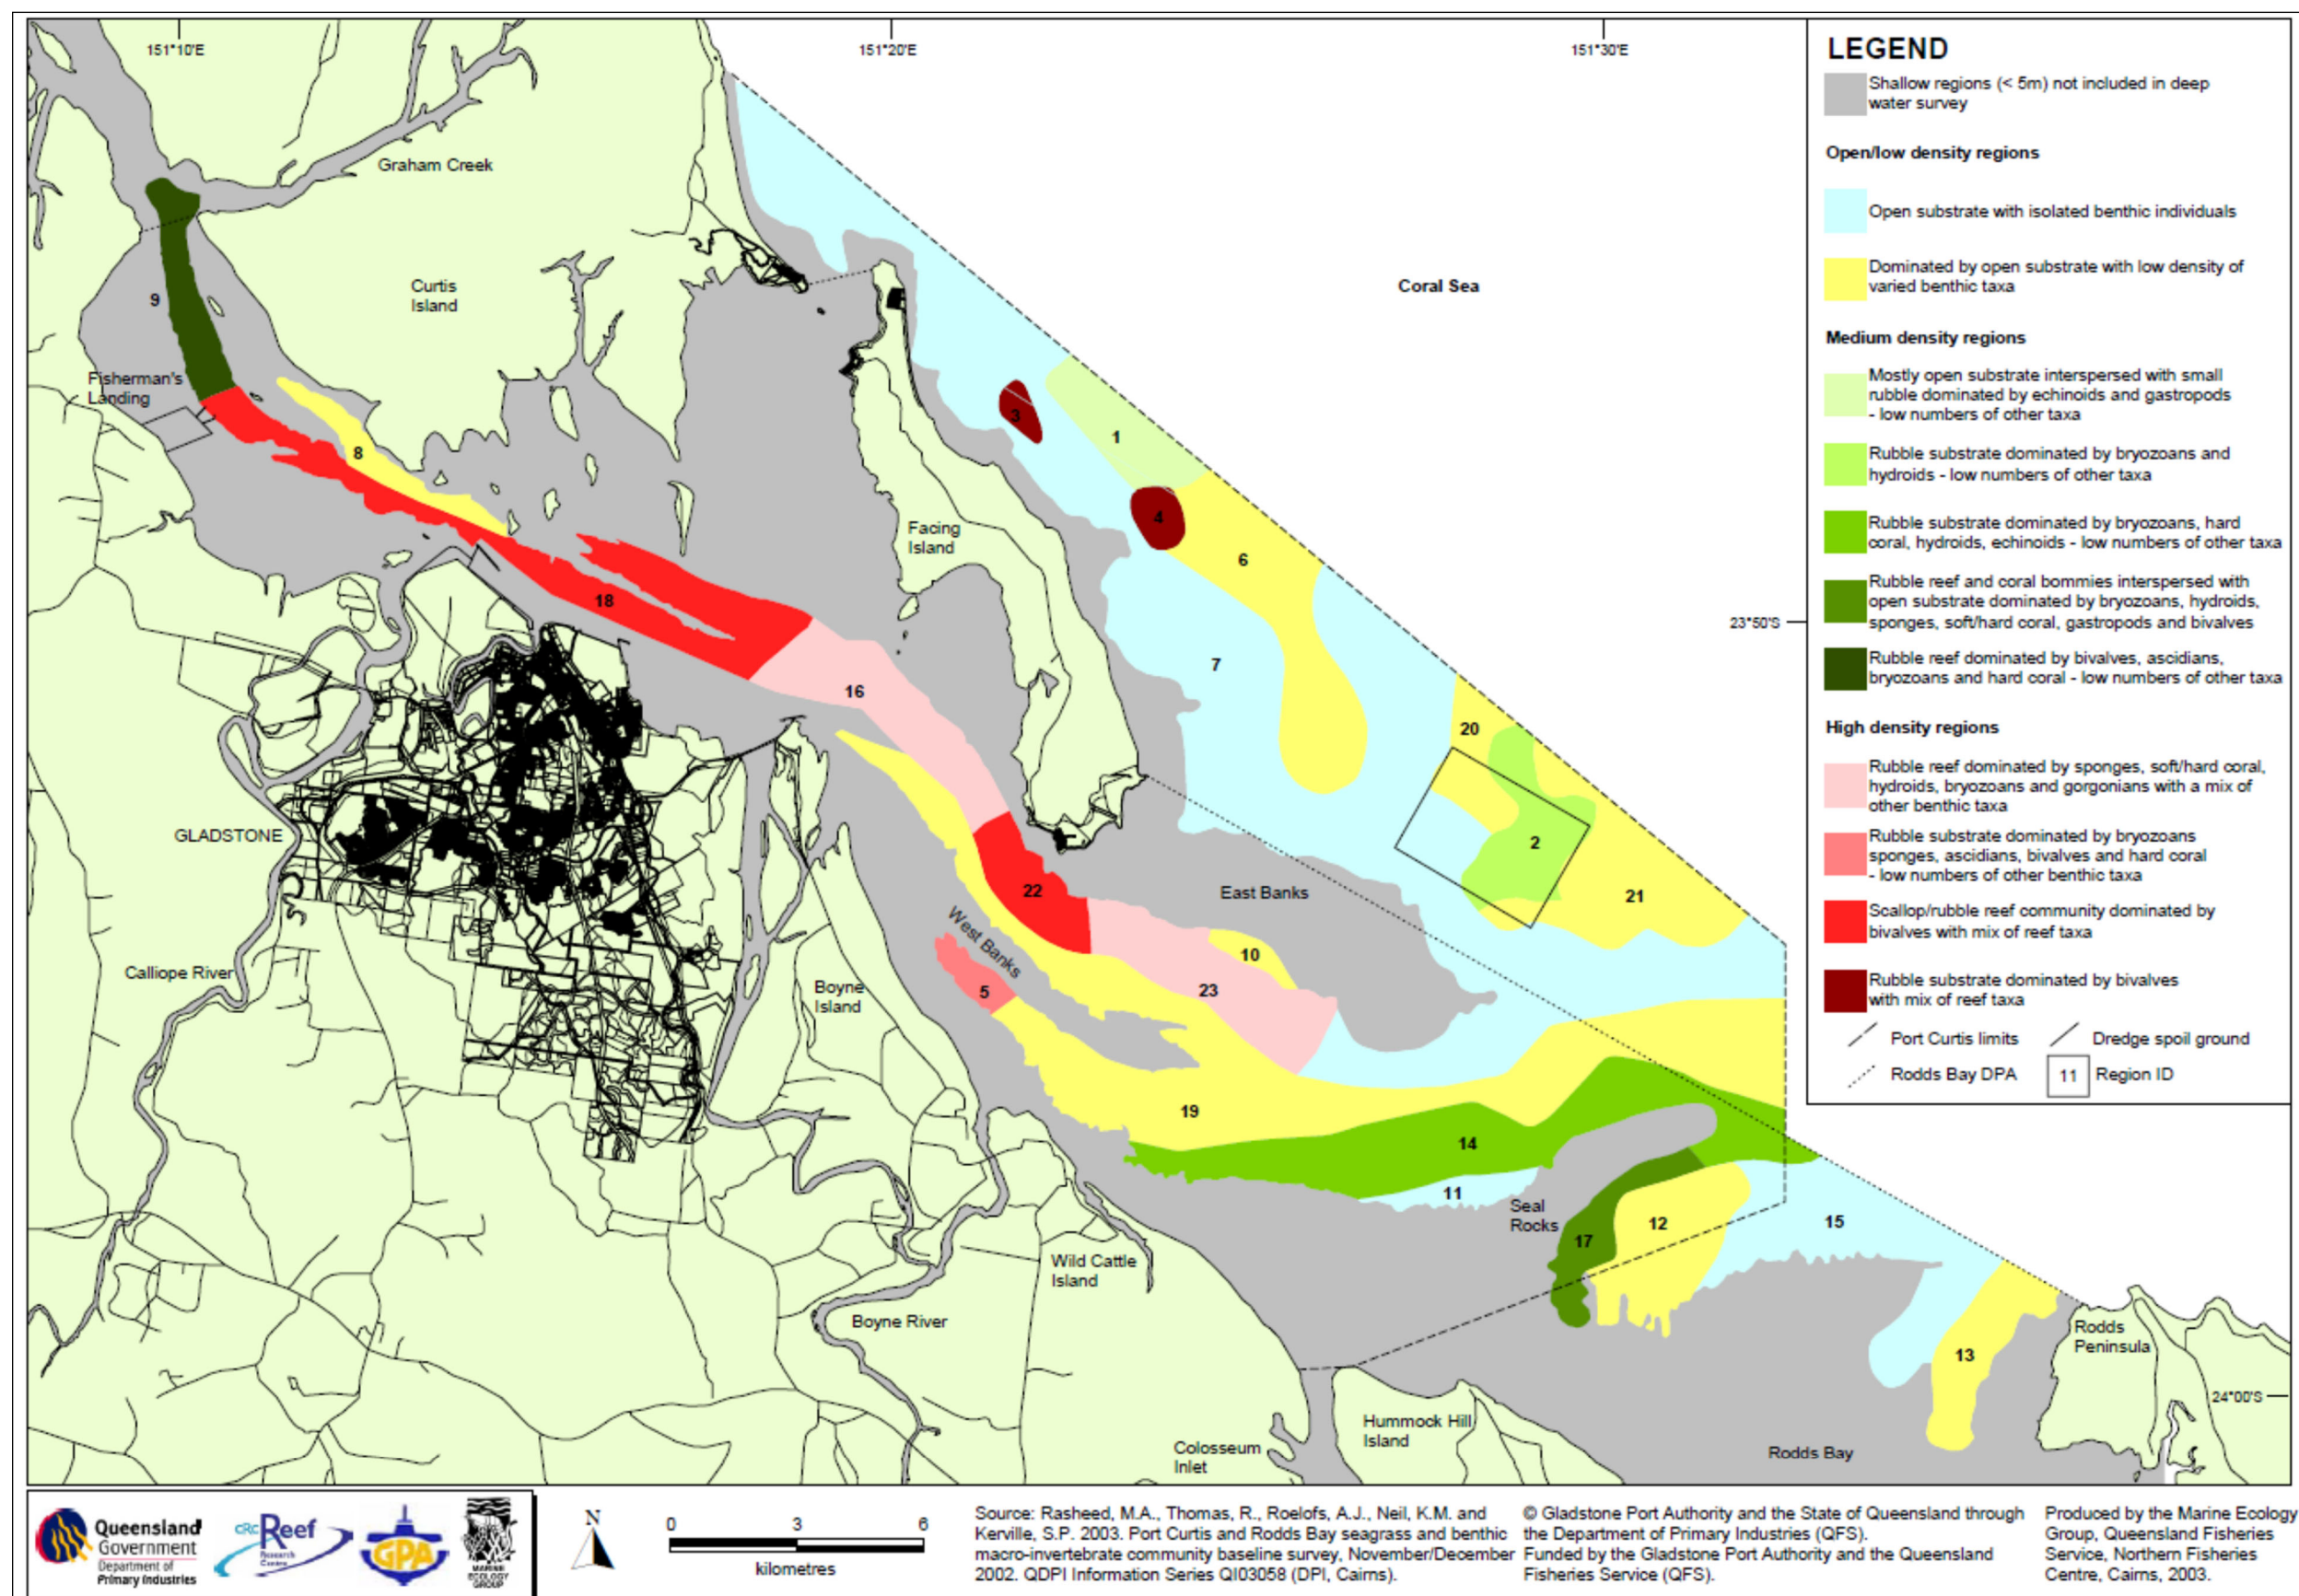 151°10'E
151°20'E
151°30'E
Graham Creek
Curtis
Island
Coral Sea
9
Fisherman's
Landing
8
3
1
4
Facing
Island
6
18
23°50'S
7
16
20
GLADSTONE
2
22
East Banks
21
West Banks
10
Calliope River
5
23
Boyne
Island
19
14
11
Seal
Rocks
12
15
17
Wild Cattle
Island
Boyne River
Rodds
Peninsula
13
24°00'S
Hummock Hill
Island
Colosseum
Inlet
Rodds Bay
LEGEND
Shallow regions (< 5m) not included in deep
water survey
Open/low density regions
Open substrate with isolated benthic individuals
Dominated by open substrate with low density of
varied benthic taxa
Medium density regions
Mostly open substrate interspersed with small
rubble dominated by echinoids and gastropods
- low numbers of other taxa
Rubble substrate dominated by bryozoans and
hydroids - low numbers of other taxa
Rubble substrate dominated by bryozoans, hard
coral, hydroids, echinoids - low numbers of other taxa
Rubble reef and coral bommies interspersed with
open substrate dominated by bryozoans, hydroids,
sponges, soft/hard coral, gastropods and bivalves
Rubble reef dominated by bivalves, ascidians,
bryozoans and hard coral - low numbers of other taxa
High density regions
Rubble reef dominated by sponges, soft/hard coral,
hydroids, bryozoans and gorgonians with a mix of
other benthic taxa
Rubble substrate dominated by bryozoans
sponges, ascidians, bivalves and hard coral
- low numbers of other benthic taxa
Scallop/rubble reef community dominated by
bivalves with mix of reef taxa
Rubble substrate dominated by bivalves
with mix of reef taxa
Port Curtis limits
Dredge spoil ground
Rodds Bay DPA
11 Region ID
Queensland
Government
Department of
Primary Industries
CRC Reef
Research
Centre
GPA
MARINE
ECOLOGY
GROUP
N
0 3 6
kilometres
Source: Rasheed, M.A., Thomas, R., Roelofs, A.J., Neil, K.M. and
Kerville, S.P. 2003. Port Curtis and Rodds Bay seagrass and benthic
macro-invertebrate community baseline survey, November/December
2002. QDPI Information Series QI03058 (DPI, Cairns).
© Gladstone Port Authority and the State of Queensland through
the Department of Primary Industries (QFS).
Funded by the Gladstone Port Authority and the Queensland
Fisheries Service (QFS).
Produced by the Marine Ecology
Group, Queensland Fisheries
Service, Northern Fisheries
Centre, Cairns, 2003.